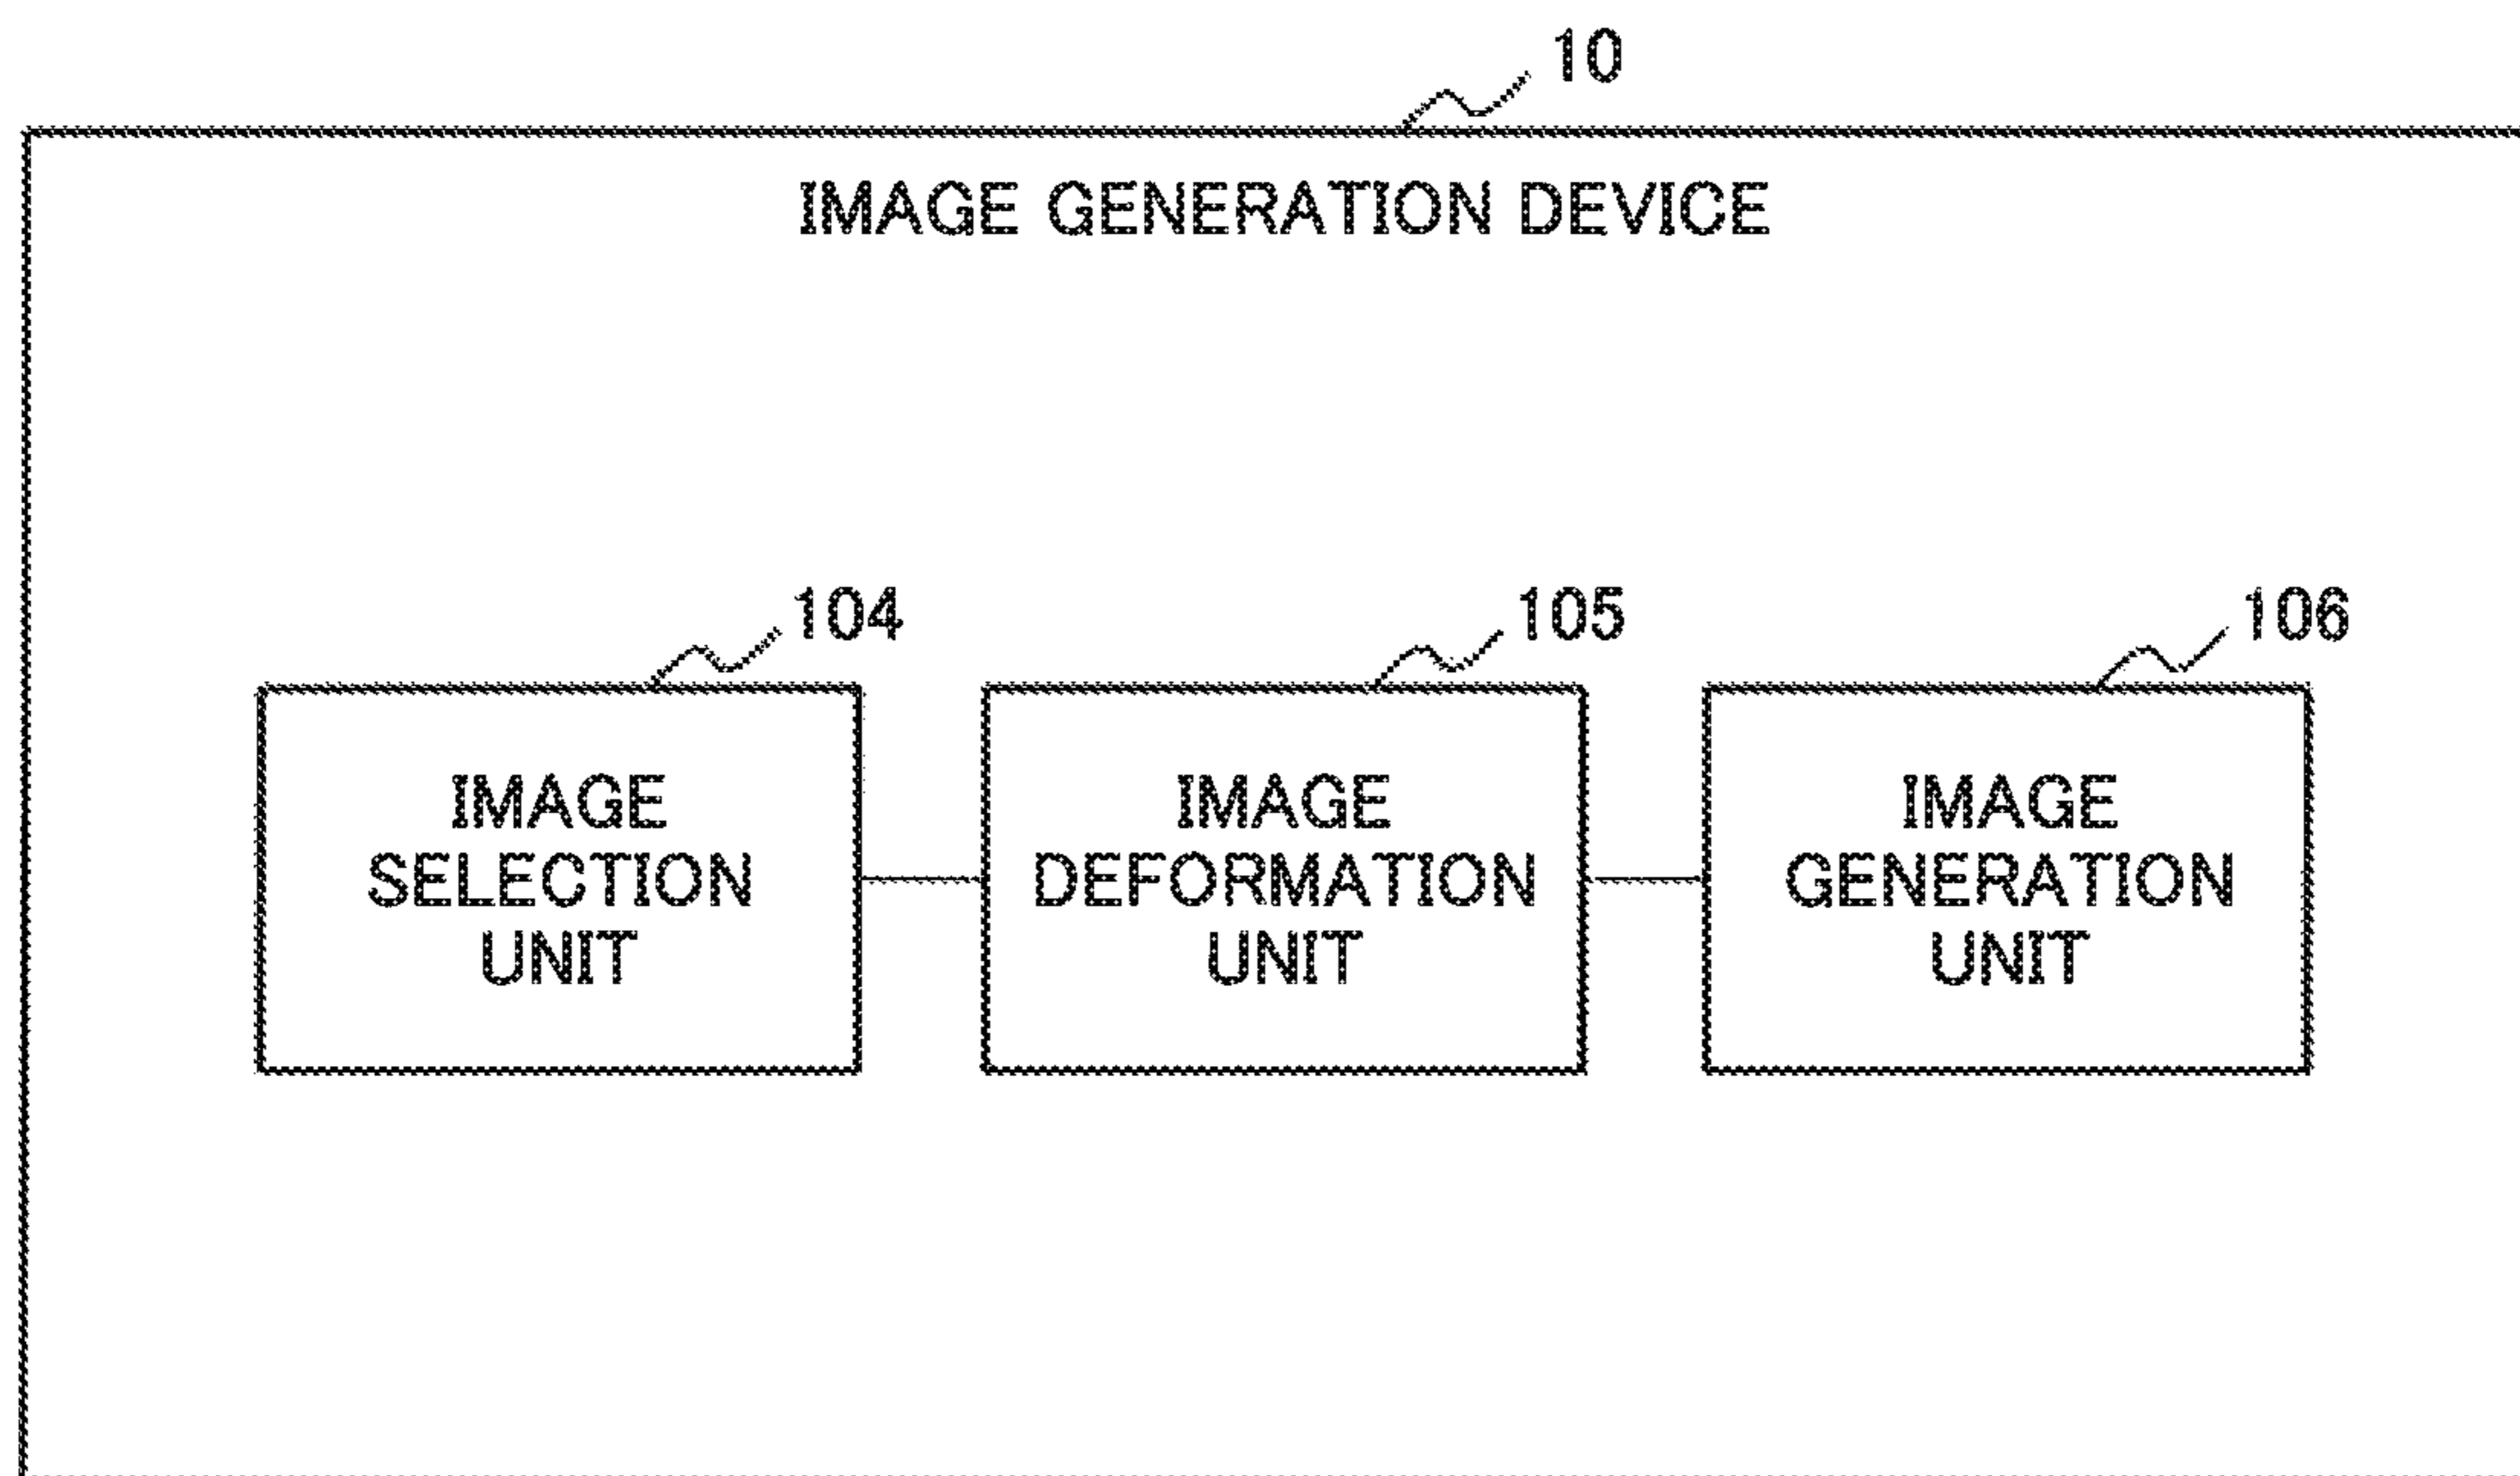 10
IMAGE GENERATION DEVICE
104
105
106
IMAGE
SELECTION
UNIT
IMAGE
DEFORMATION
UNIT
IMAGE
GENERATION
UNIT